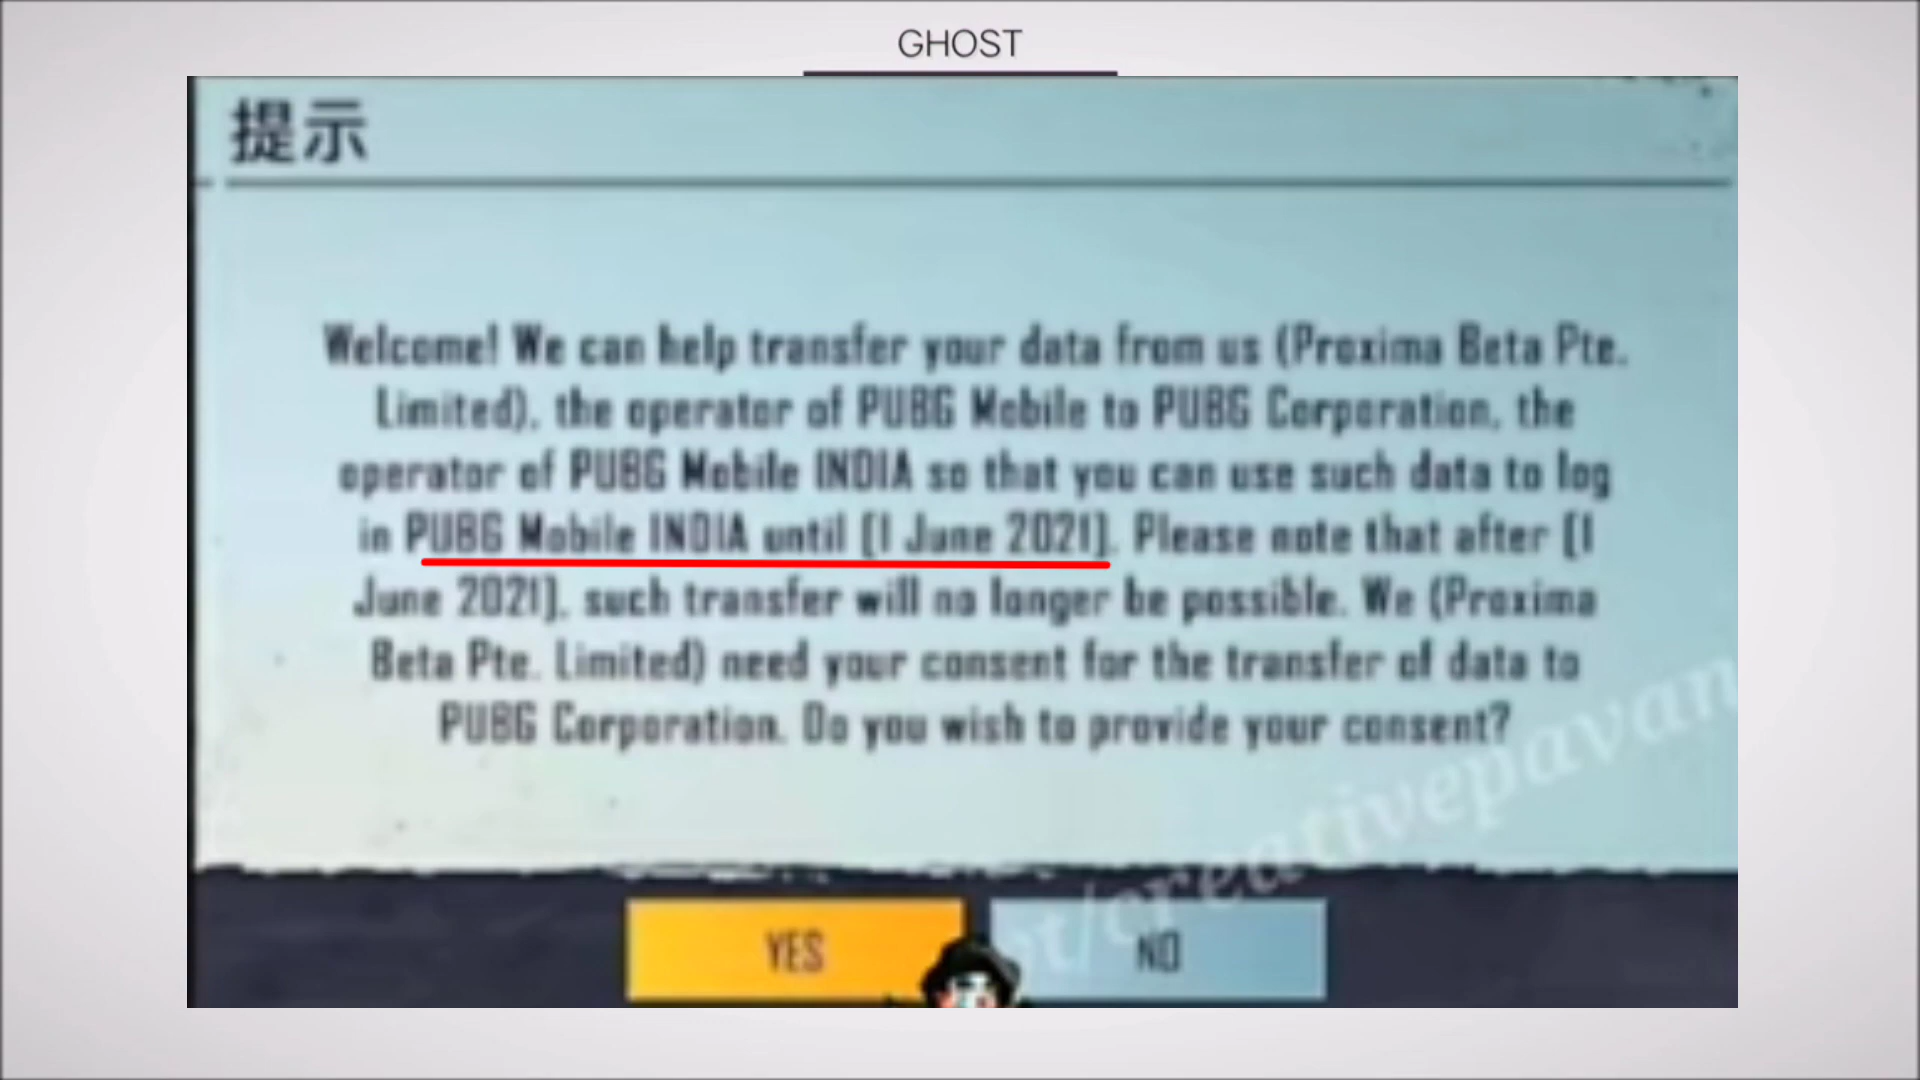 GHOST
提示
Welcome! We can help transfer your data from us (Proxima Beta Pte.
Limited), the operator of PUBG Mobile to PUBG Corporation, the
operator of PUBG Mobile INDIA so that you can use such data to log
in PUBG Mobile INDIA until [1 June 2021]. Please note that after [1
June 2021], such transfer will no longer be possible. We (Proxima
Beta Pte. Limited) need your consent for the transfer of data to
PUBG Corporation. Do you wish to provide your consent?
YES
NO
t/creativepavan